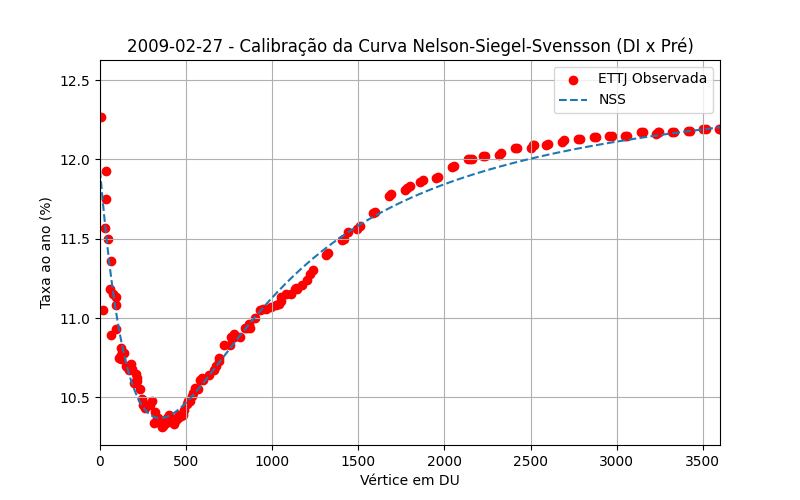 2009-02-27 - Calibração da Curva Nelson-Siegel-Svensson (DI x Pré)
ETTJ Observada
NSS
Taxa ao ano (%)
12.5
12.0
11.5
11.0
10.5
0 500 1000 1500 2000 2500 3000 3500
Vértice em DU